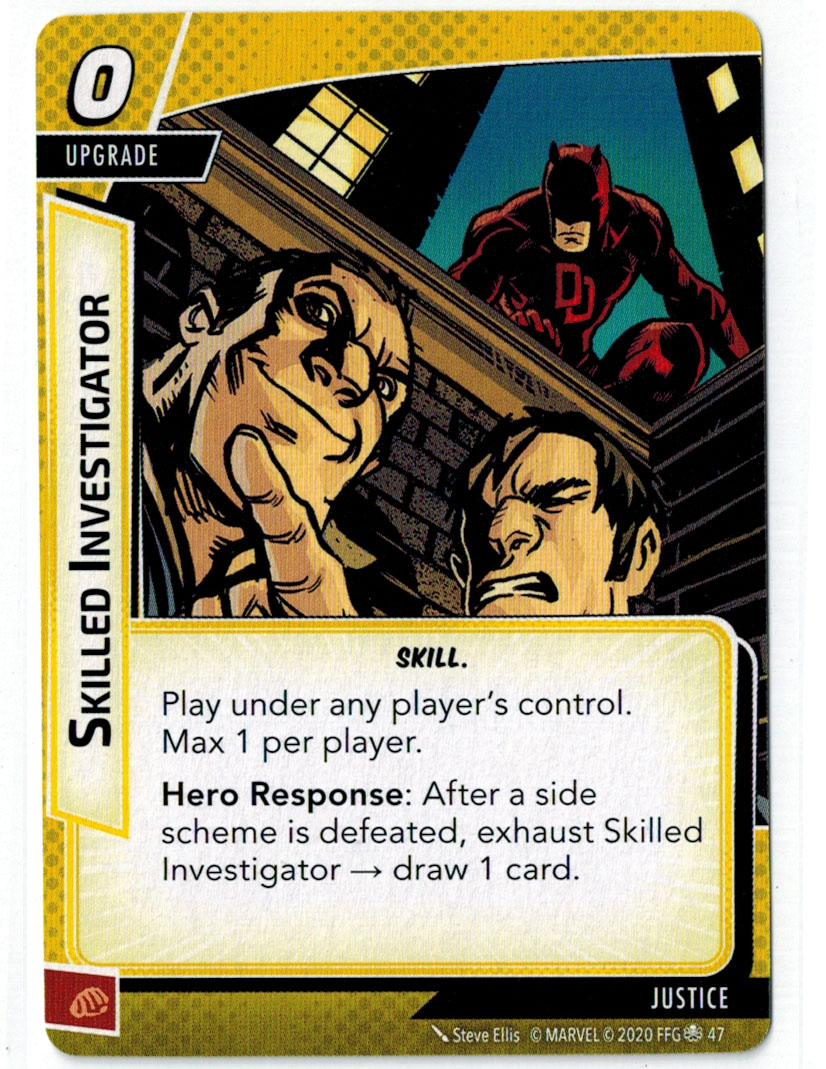 0
UPGRADE
SKILLED INVESTIGATOR
DD
SKILL.
Play under any player's control.
Max 1 per player.
Hero Response: After a side
scheme is defeated, exhaust Skilled
Investigator → draw 1 card.
JUSTICE
Steve Ellis © MARVEL © 2020 FFG 47